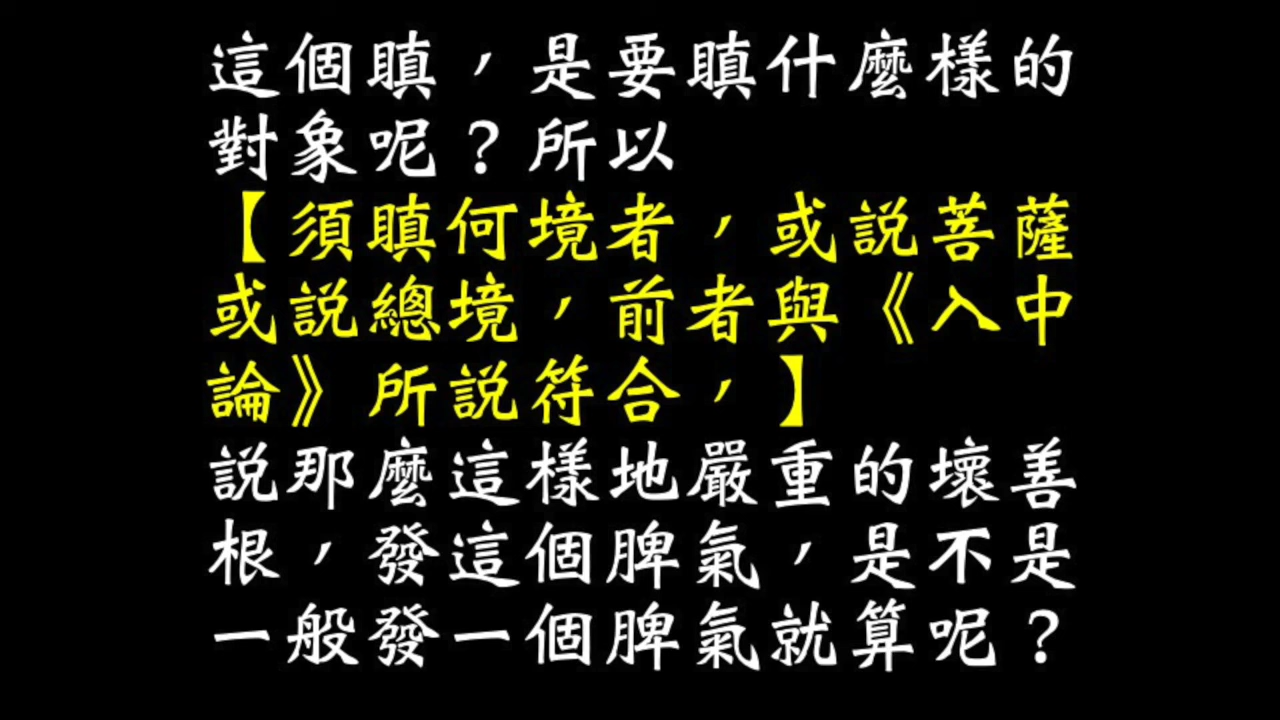 這個瞋，是要瞋什麼樣的
對象呢？所以
【須瞋何境者，或說菩薩
或說總境，前者與《入中
論》所說符合，】
說那麼這樣地嚴重的壞善
根，發這個脾氣，是不是
一般發一個脾氣就算呢？